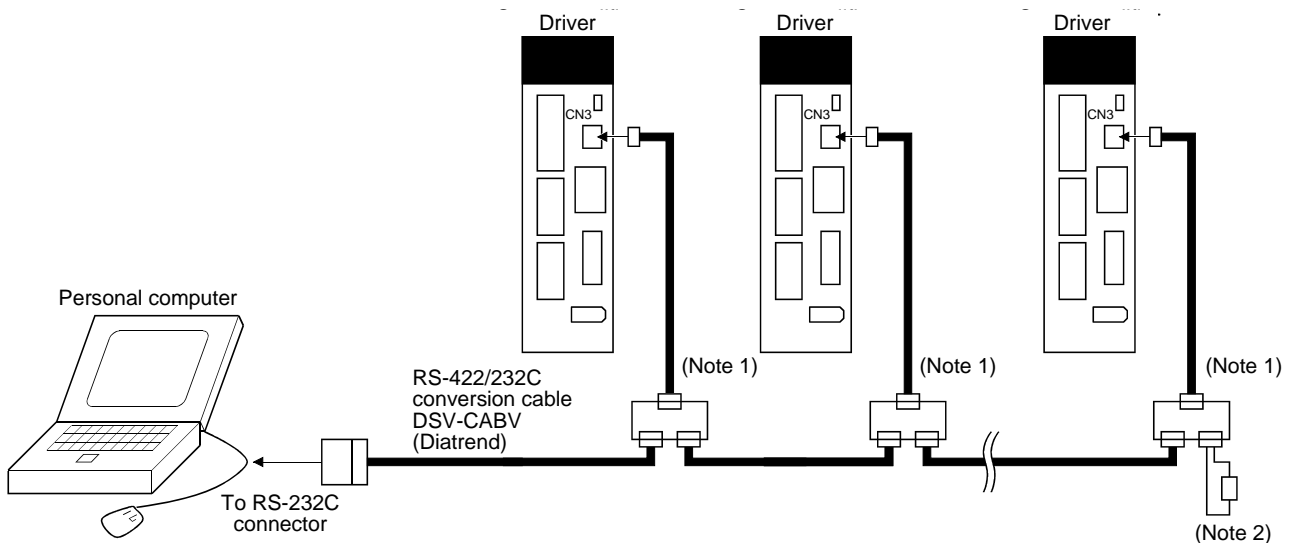 Driver
Driver
Driver
CN3
CN3
CN3
Personal computer
(Note 1)
(Note 1)
(Note 1)
RS-422/232C
conversion cable
DSV-CABV
(Diatrend)
To RS-232C
connector
(Note 2)